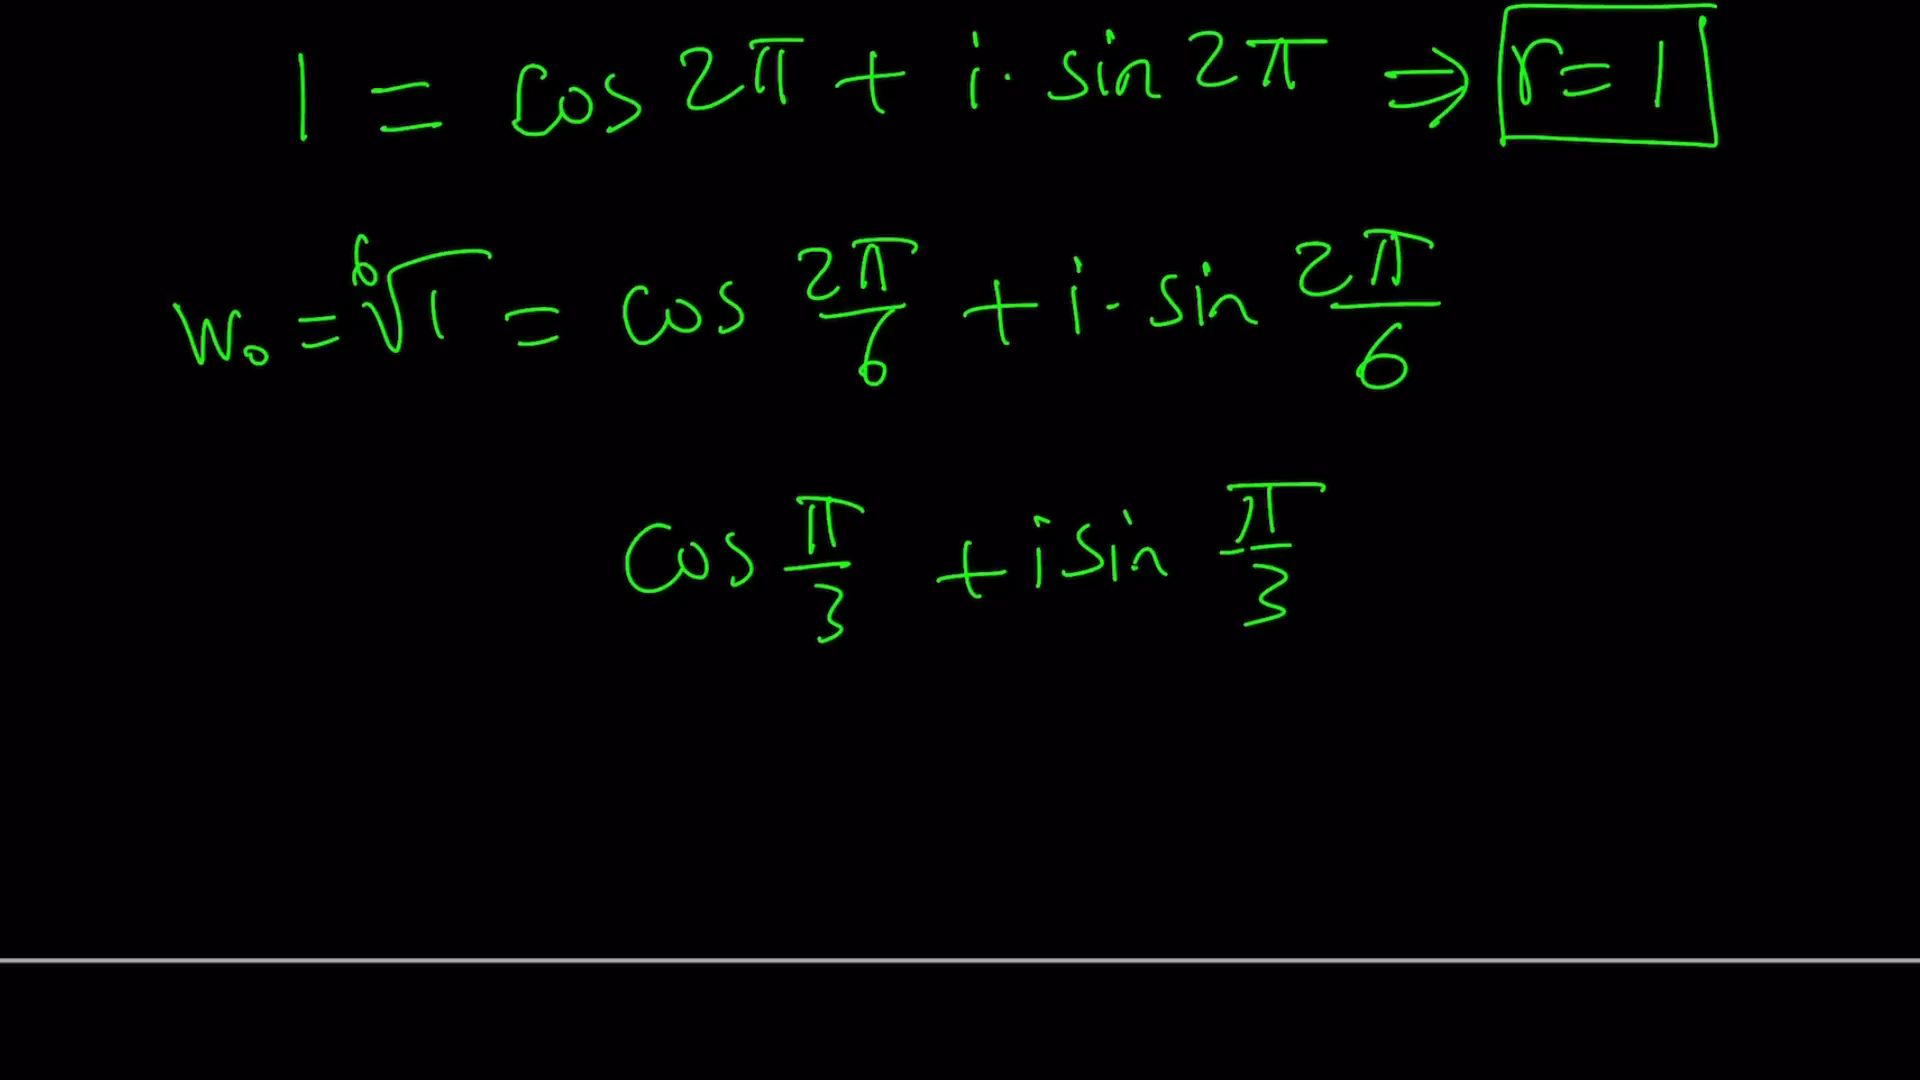 1 = cos 2π + i · sin 2π ⇒ r = 1
w₀ = ⁶√1 = cos 2π/6 + i · sin 2π/6
cos π/3 + i sin π/3